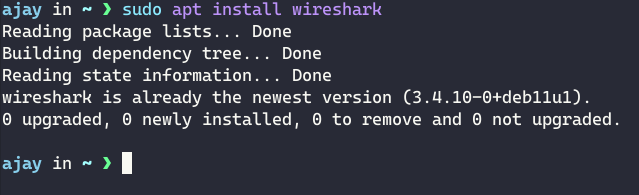 ajay in ~ ❯ sudo apt install wireshark
Reading package lists... Done
Building dependency tree... Done
Reading state information... Done
wireshark is already the newest version (3.4.10-0+deb11u1).
0 upgraded, 0 newly installed, 0 to remove and 0 not upgraded.
ajay in ~ ❯